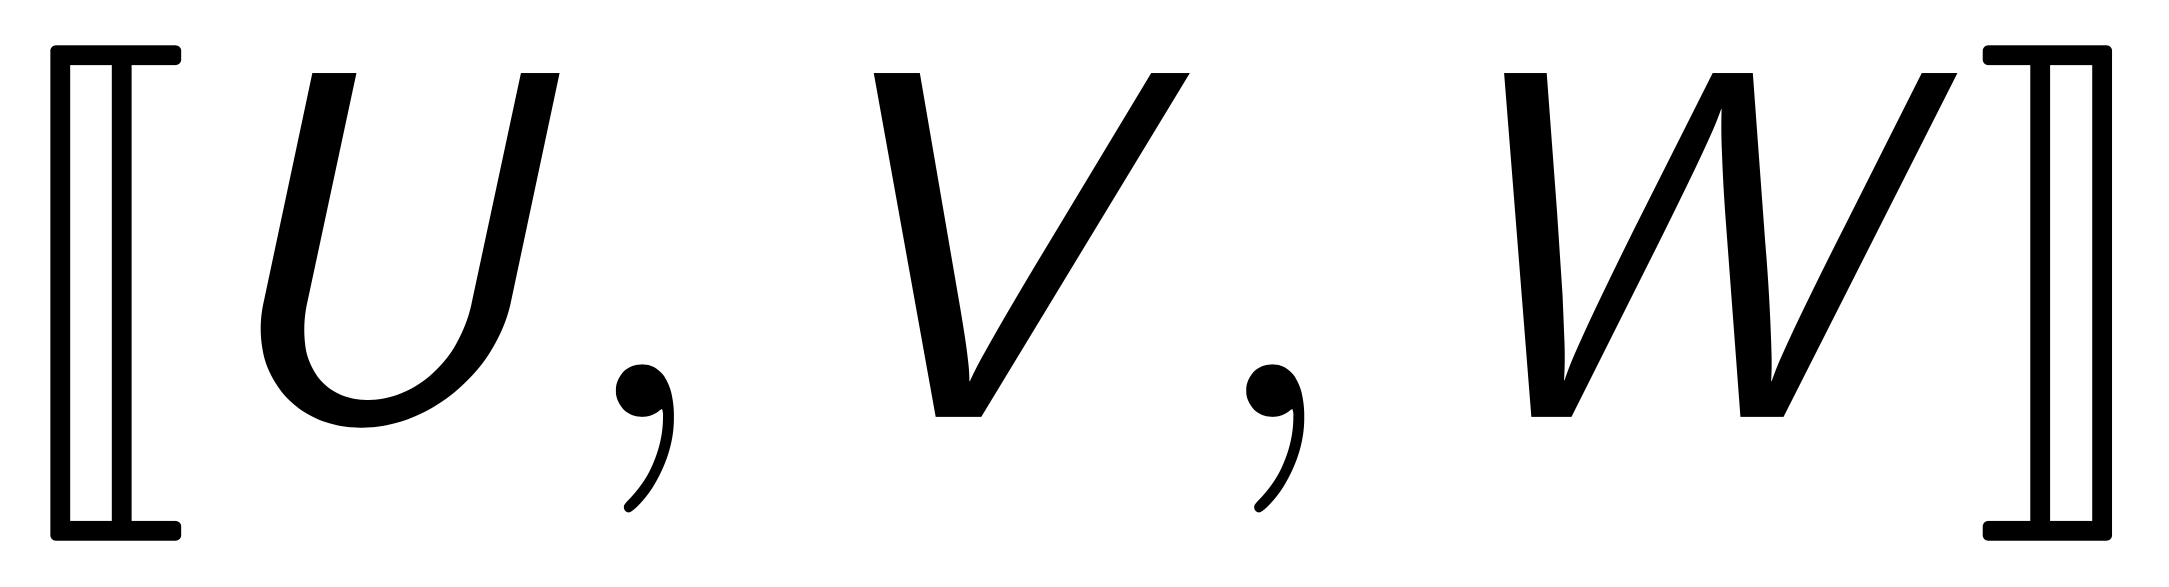 ⟦U, V, W⟧